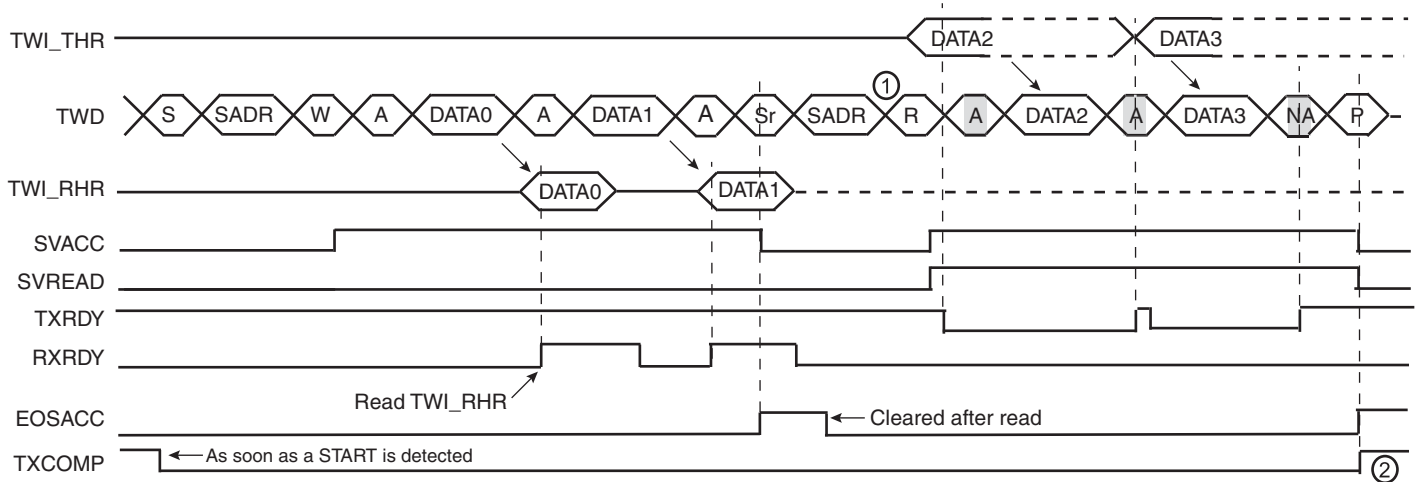 TWI_THR DATA2 DATA3
①
TWD S SADR W A DATA0 A DATA1 A Sr SADR R A DATA2 A DATA3 NA P
TWI_RHR DATA0 DATA1
SVACC
SVREAD
TXRDY
RXRDY
Read TWI_RHR
EOSACC Cleared after read
TXCOMP As soon as a START is detected ②